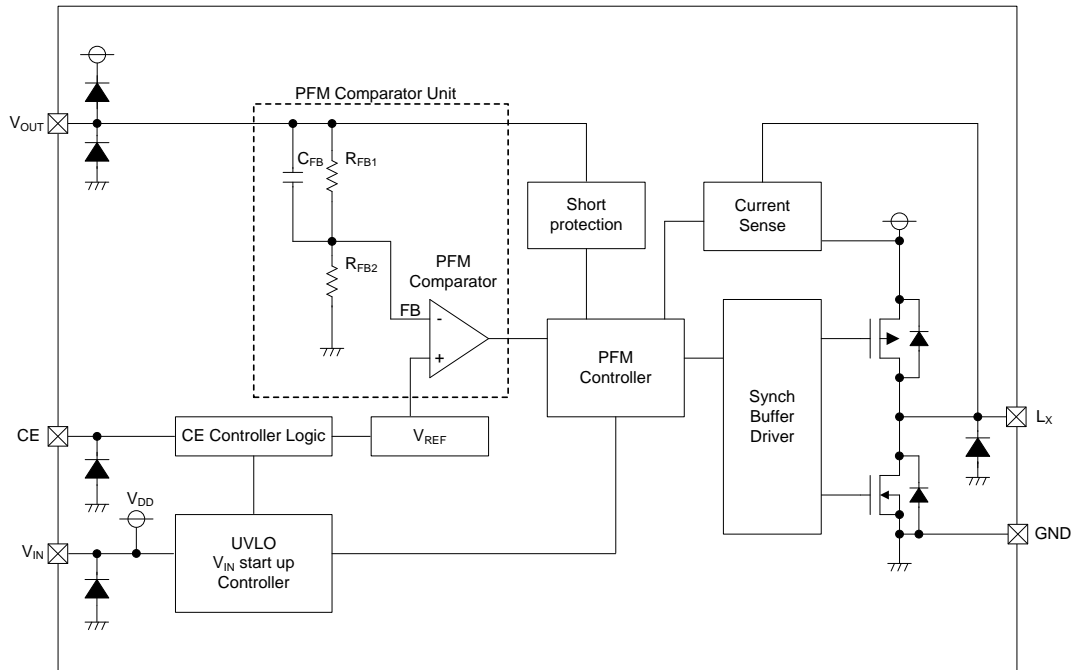 PFM Comparator Unit
VOUT
CFB
RFB1
Short
protection
Current
Sense
RFB2
PFM
Comparator
FB
-
+
PFM
Controller
Synch
Buffer
Driver
CE
CE Controller Logic
VREF
LX
VDD
VIN
UVLO
VIN start up
Controller
GND